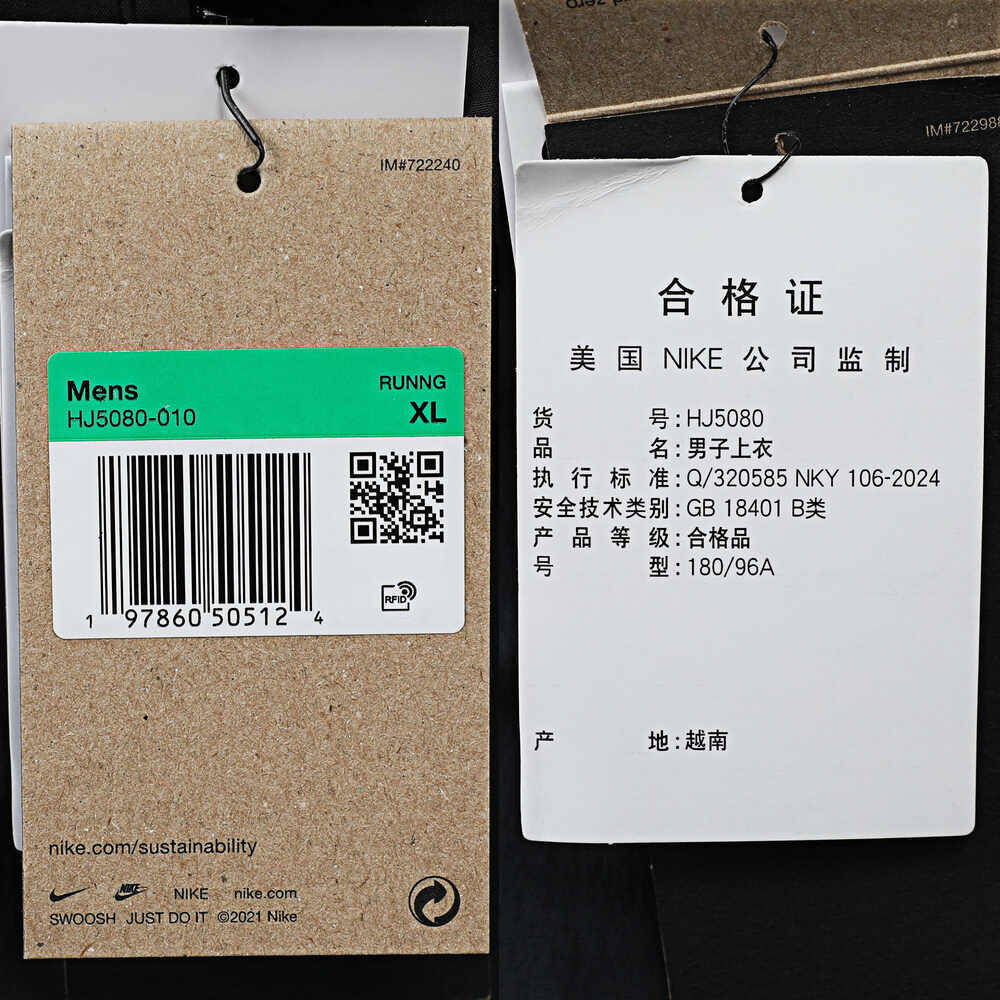 IM#722240
Mens
RUNNG
HJ5080-010
XL
RFID
1 97860 50512 4
nike.com/sustainability
NIKE nike.com
SWOOSH JUST DO IT ©2021 Nike
IM#72298
合格证
美国 NIKE 公司监制
货号:HJ5080
品名:男子上衣
执行标准:Q/320585 NKY 106-2024
安全技术类别:GB 18401 B类
产品等级:合格品
号型:180/96A
产地:越南